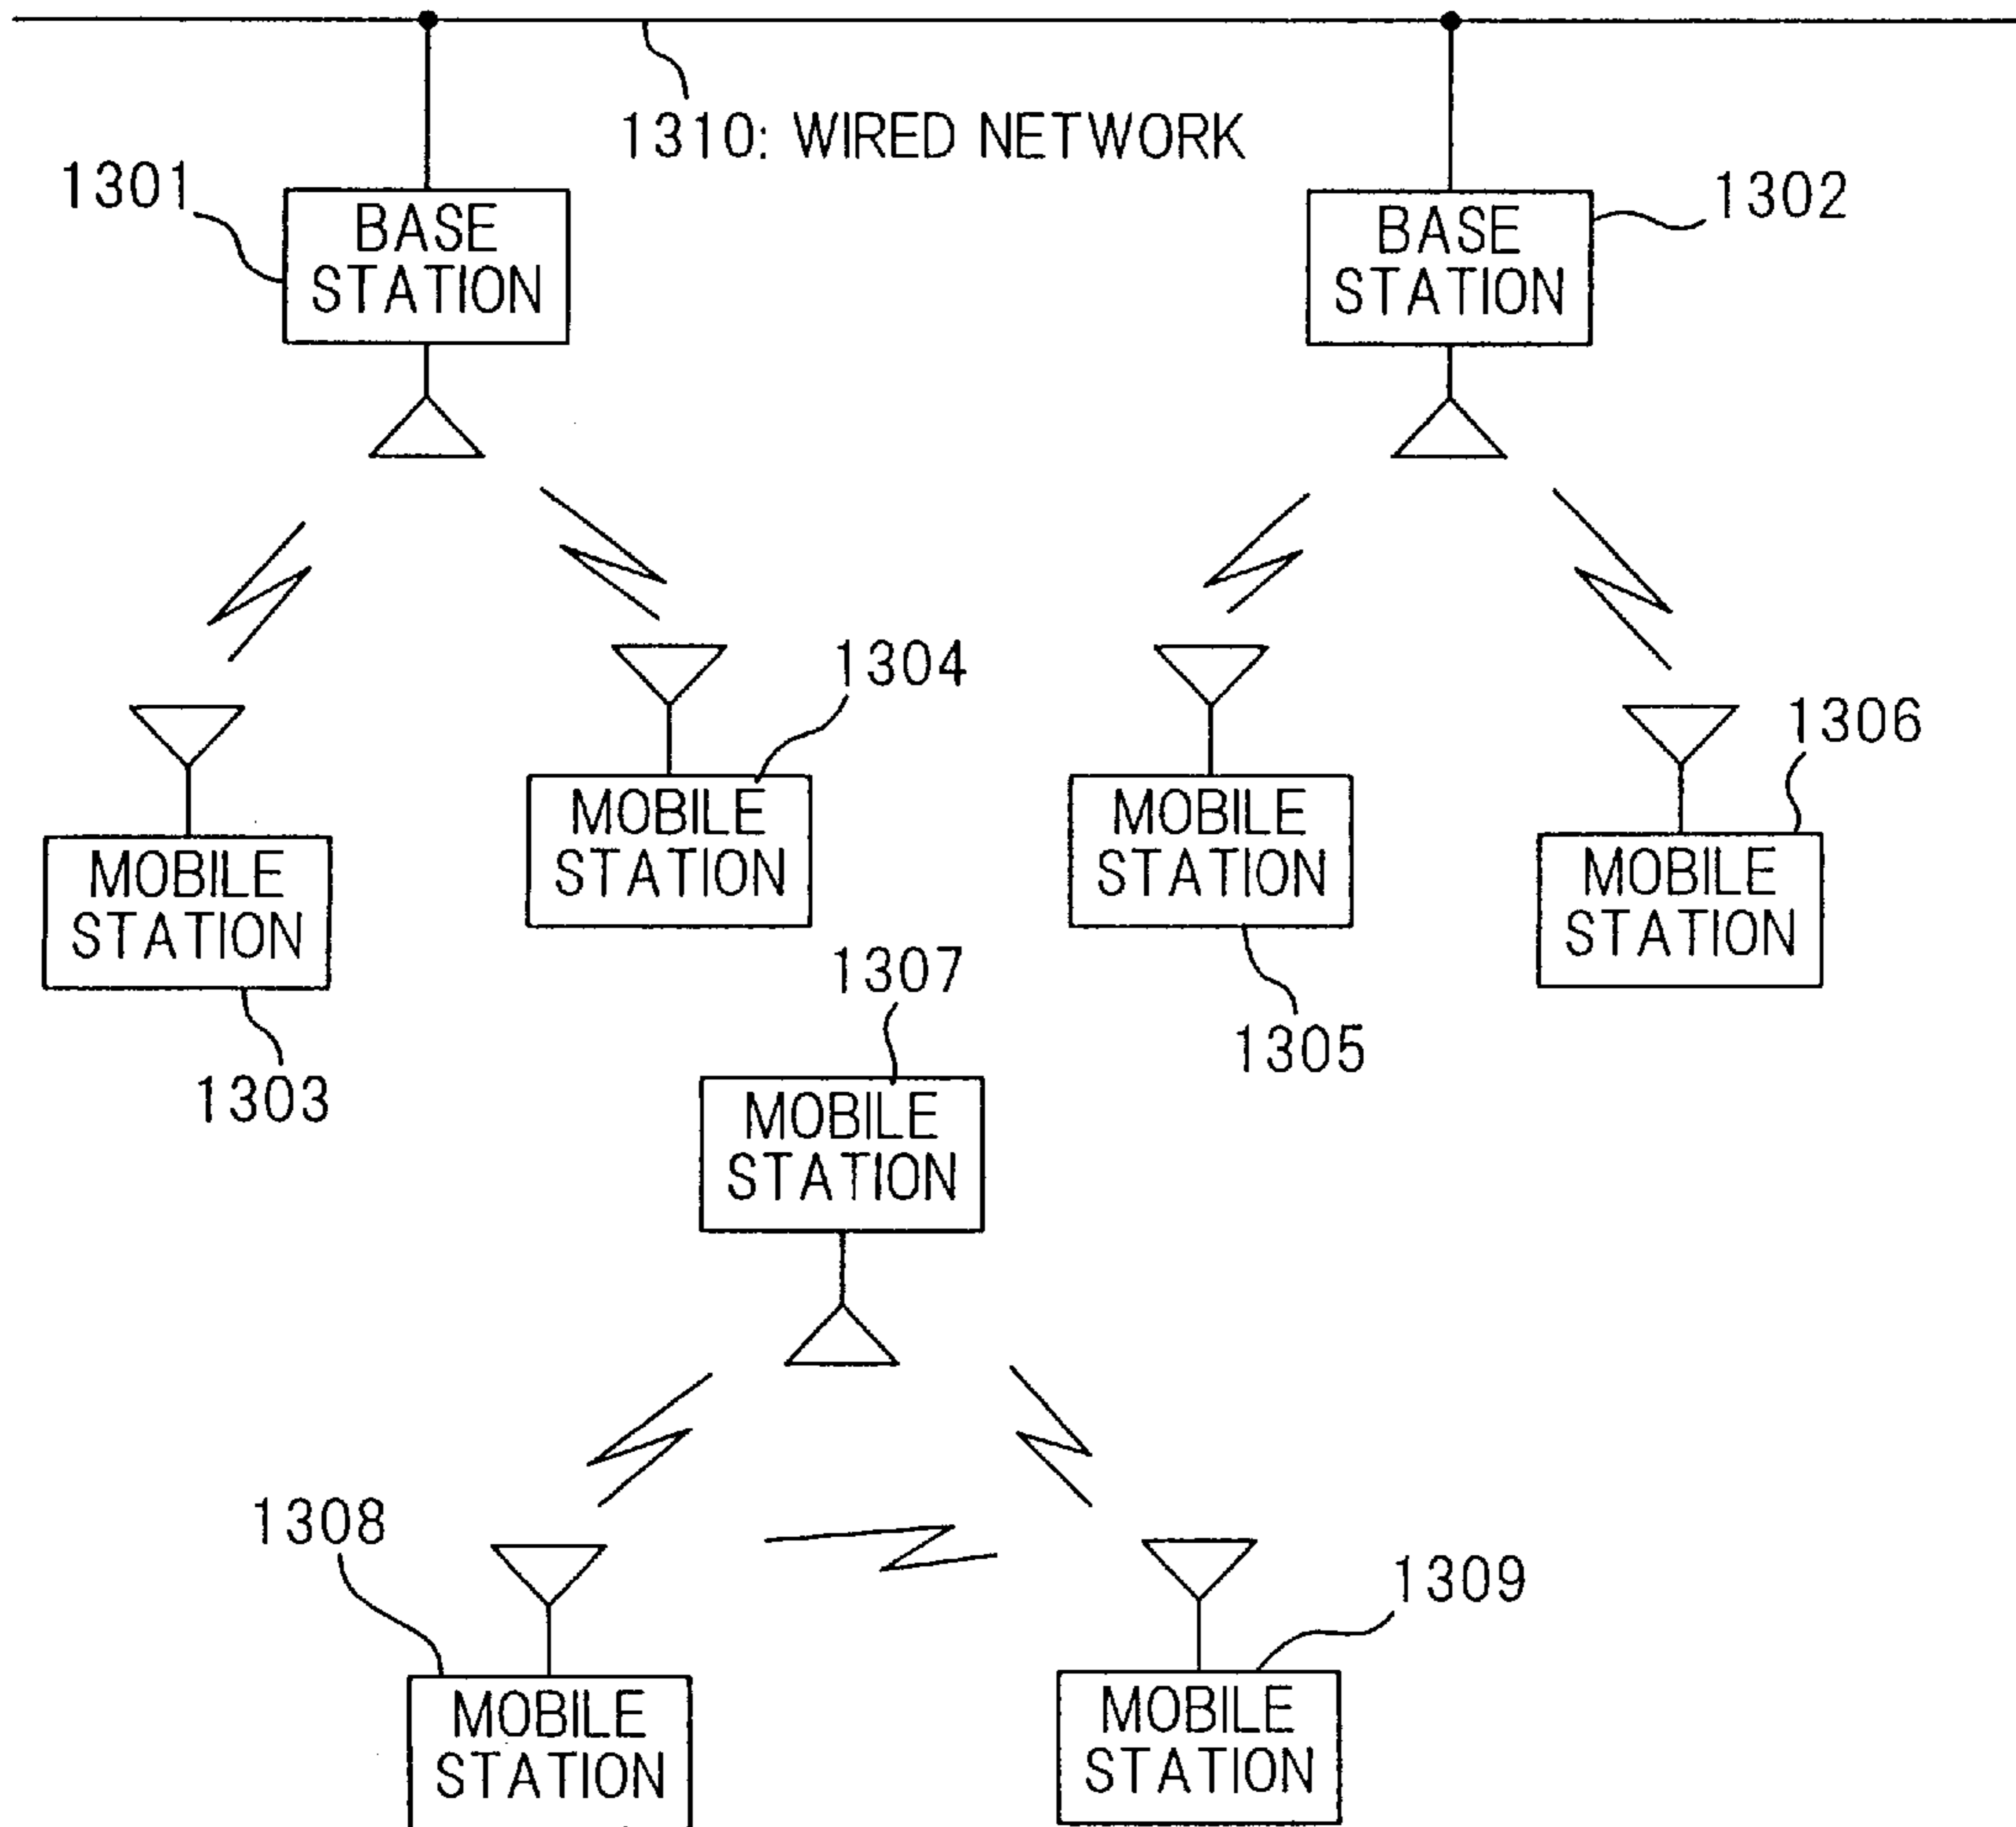 1310: WIRED NETWORK
1301
BASE
STATION
1302
BASE
STATION
1304
1306
MOBILE
STATION
MOBILE
STATION
MOBILE
STATION
MOBILE
STATION
1303
1307
1305
MOBILE
STATION
1308
1309
MOBILE
STATION
MOBILE
STATION